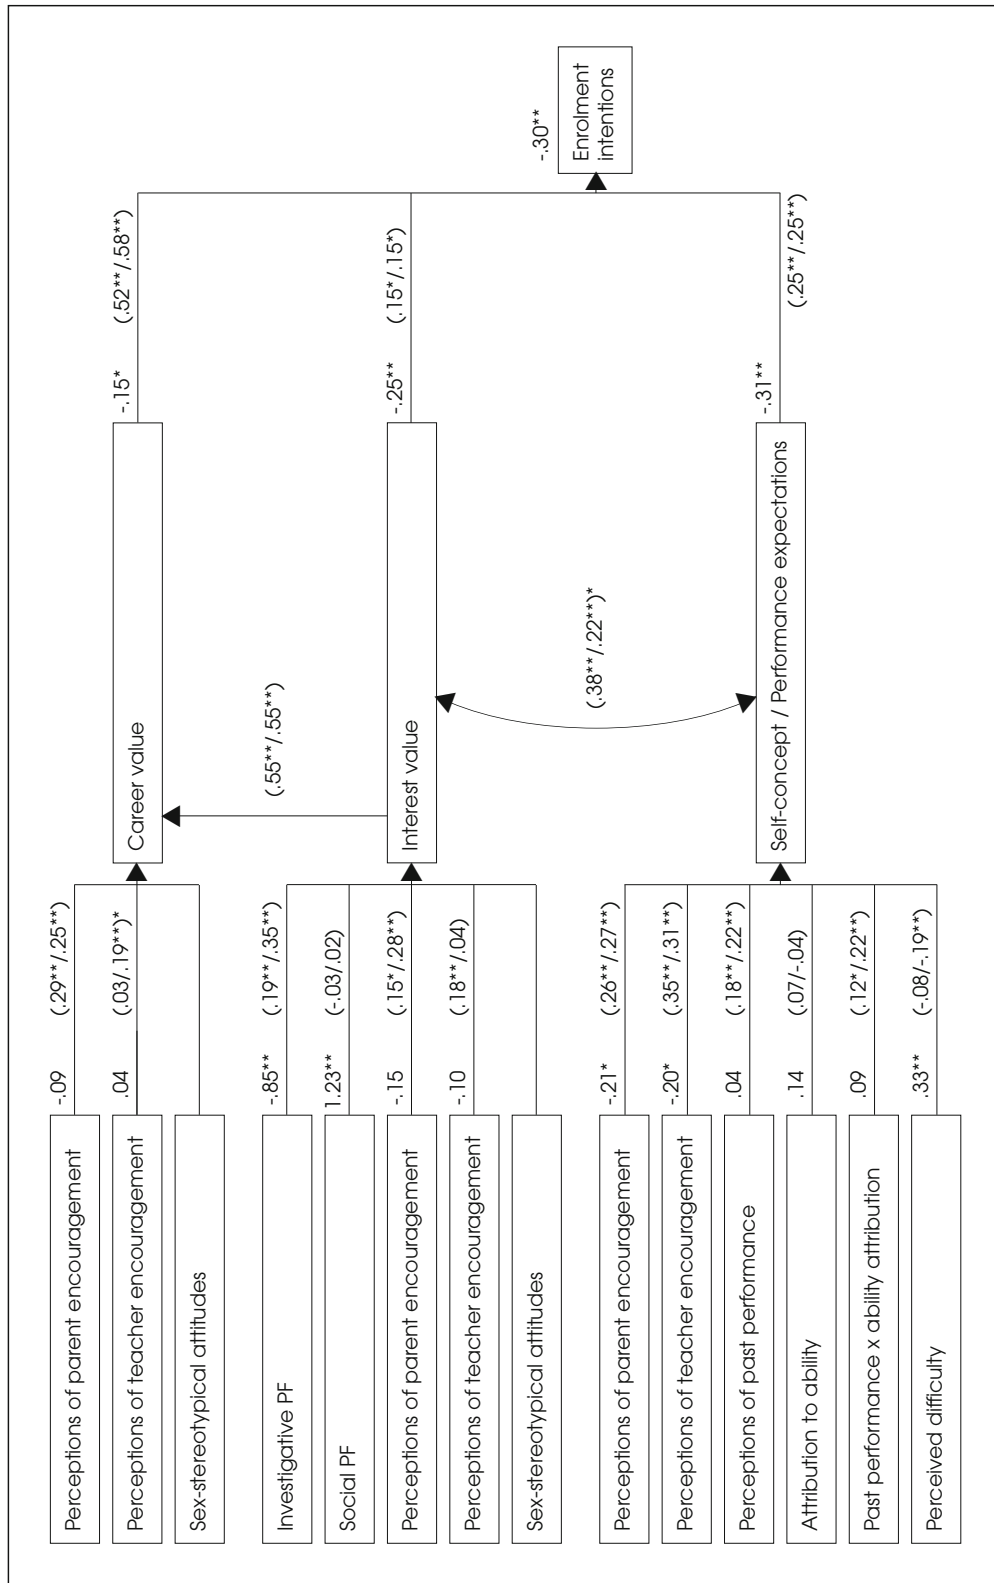 Perceptions of parent encouragement
-.09
(.29**/.25**)
Perceptions of teacher encouragement
.04
(.03/.19**)*
Sex-stereotypical attitudes
Career value
-.15*
(.52**/.58**)
(.55**/.55**)
Investigative PF
-.85**
(.19**/.35**)
Social PF
1.23**
(-.03/.02)
Perceptions of parent encouragement
-.15
(.15*/.28**)
Perceptions of teacher encouragement
-.10
(.18**/.04)
Sex-stereotypical attitudes
Interest value
-.25**
(.15*/.15*)
(.38**/.22**)*
Perceptions of parent encouragement
-.21*
(.26**/.27**)
Perceptions of teacher encouragement
-.20*
(.35**/.31**)
Perceptions of past performance
.04
(.18**/.22**)
Attribution to ability
.14
(.07/-.04)
Past performance x ability attribution
.09
(.12*/.22**)
Perceived difficulty
.33**
(-.08/-.19**)
Self-concept / Performance expectations
-.31**
(.25**/.25**)
-.30**
Enrolment
intentions